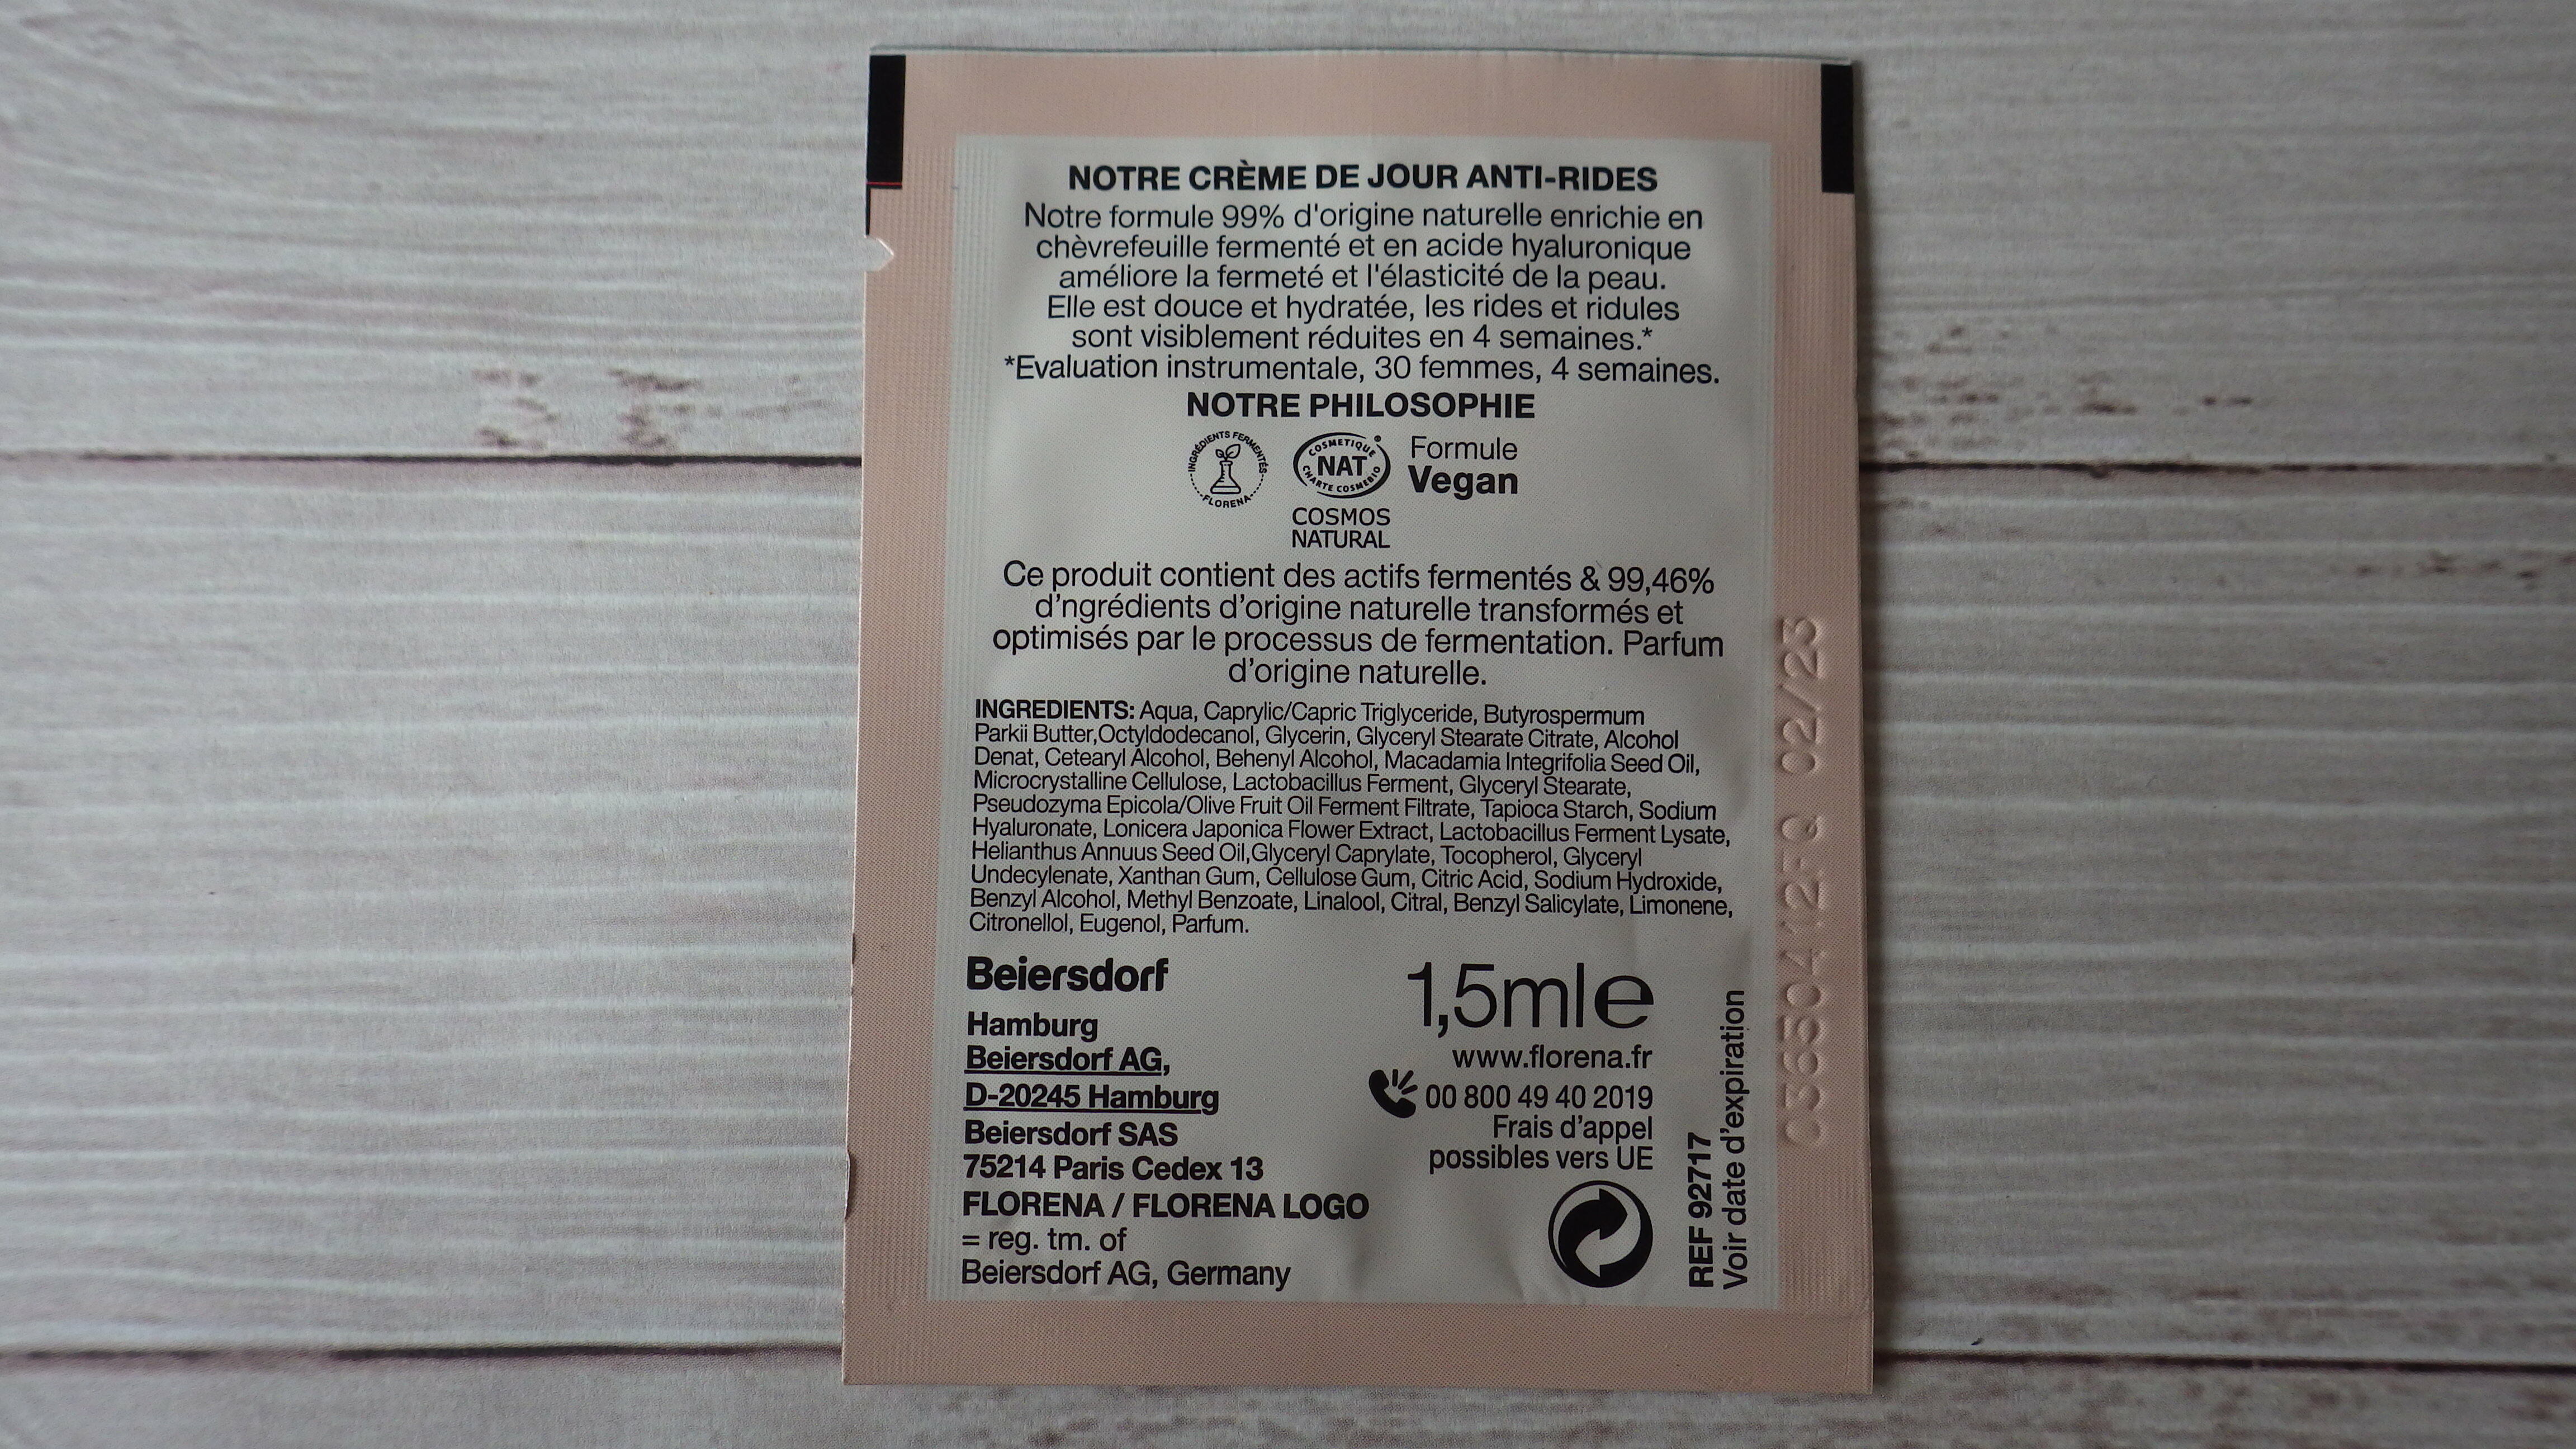 NOTRE CRÈME DE JOUR ANTI-RIDES
Notre formule 99% d'origine naturelle enrichie en
chèvrefeuille fermenté et en acide hyaluronique
améliore la fermeté et l'élasticité de la peau.
Elle est douce et hydratée, les rides et ridules
sont visiblement réduites en 4 semaines.*
*Evaluation instrumentale, 30 femmes, 4 semaines.
NOTRE PHILOSOPHIE
INGRÉDIENTS FERMENTÉS
FLORENA
COSMETIQUE
NAT
CHARTE COSMEBIO
COSMOS
NATURAL
Formule
Vegan
Ce produit contient des actifs fermentés & 99,46%
d'ngrédients d'origine naturelle transformés et
optimisés par le processus de fermentation. Parfum
d'origine naturelle.
INGREDIENTS: Aqua, Caprylic/Capric Triglyceride, Butyrospermum
Parkii Butter,Octyldodecanol, Glycerin, Glyceryl Stearate Citrate, Alcohol
Denat, Cetearyl Alcohol, Behenyl Alcohol, Macadamia Integrifolia Seed Oil,
Microcrystalline Cellulose, Lactobacillus Ferment, Glyceryl Stearate,
Pseudozyma Epicola/Olive Fruit Oil Ferment Filtrate, Tapioca Starch, Sodium
Hyaluronate, Lonicera Japonica Flower Extract, Lactobacillus Ferment Lysate,
Helianthus Annuus Seed Oil,Glyceryl Caprylate, Tocopherol, Glyceryl
Undecylenate, Xanthan Gum, Cellulose Gum, Citric Acid, Sodium Hydroxide,
Benzyl Alcohol, Methyl Benzoate, Linalool, Citral, Benzyl Salicylate, Limonene,
Citronellol, Eugenol, Parfum.
Beiersdorf
Hamburg
Beiersdorf AG,
D-20245 Hamburg
Beiersdorf SAS
75214 Paris Cedex 13
FLORENA / FLORENA LOGO
= reg. tm. of
Beiersdorf AG, Germany
1,5ml e
www.florena.fr
00 800 49 40 2019
Frais d'appel
possibles vers UE
REF 92717
Voir date d'expiration
02/23